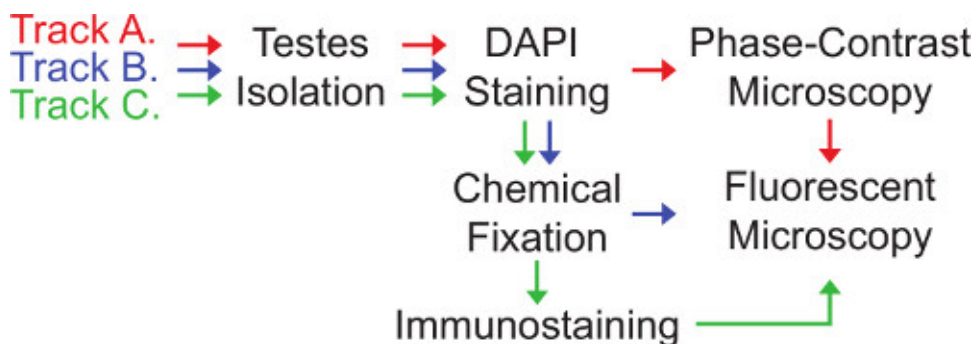 Track A.
Track B.
Track C.
Testes
Isolation
DAPI
Staining
Phase-Contrast
Microscopy
Chemical
Fixation
Fluorescent
Microscopy
Immunostaining